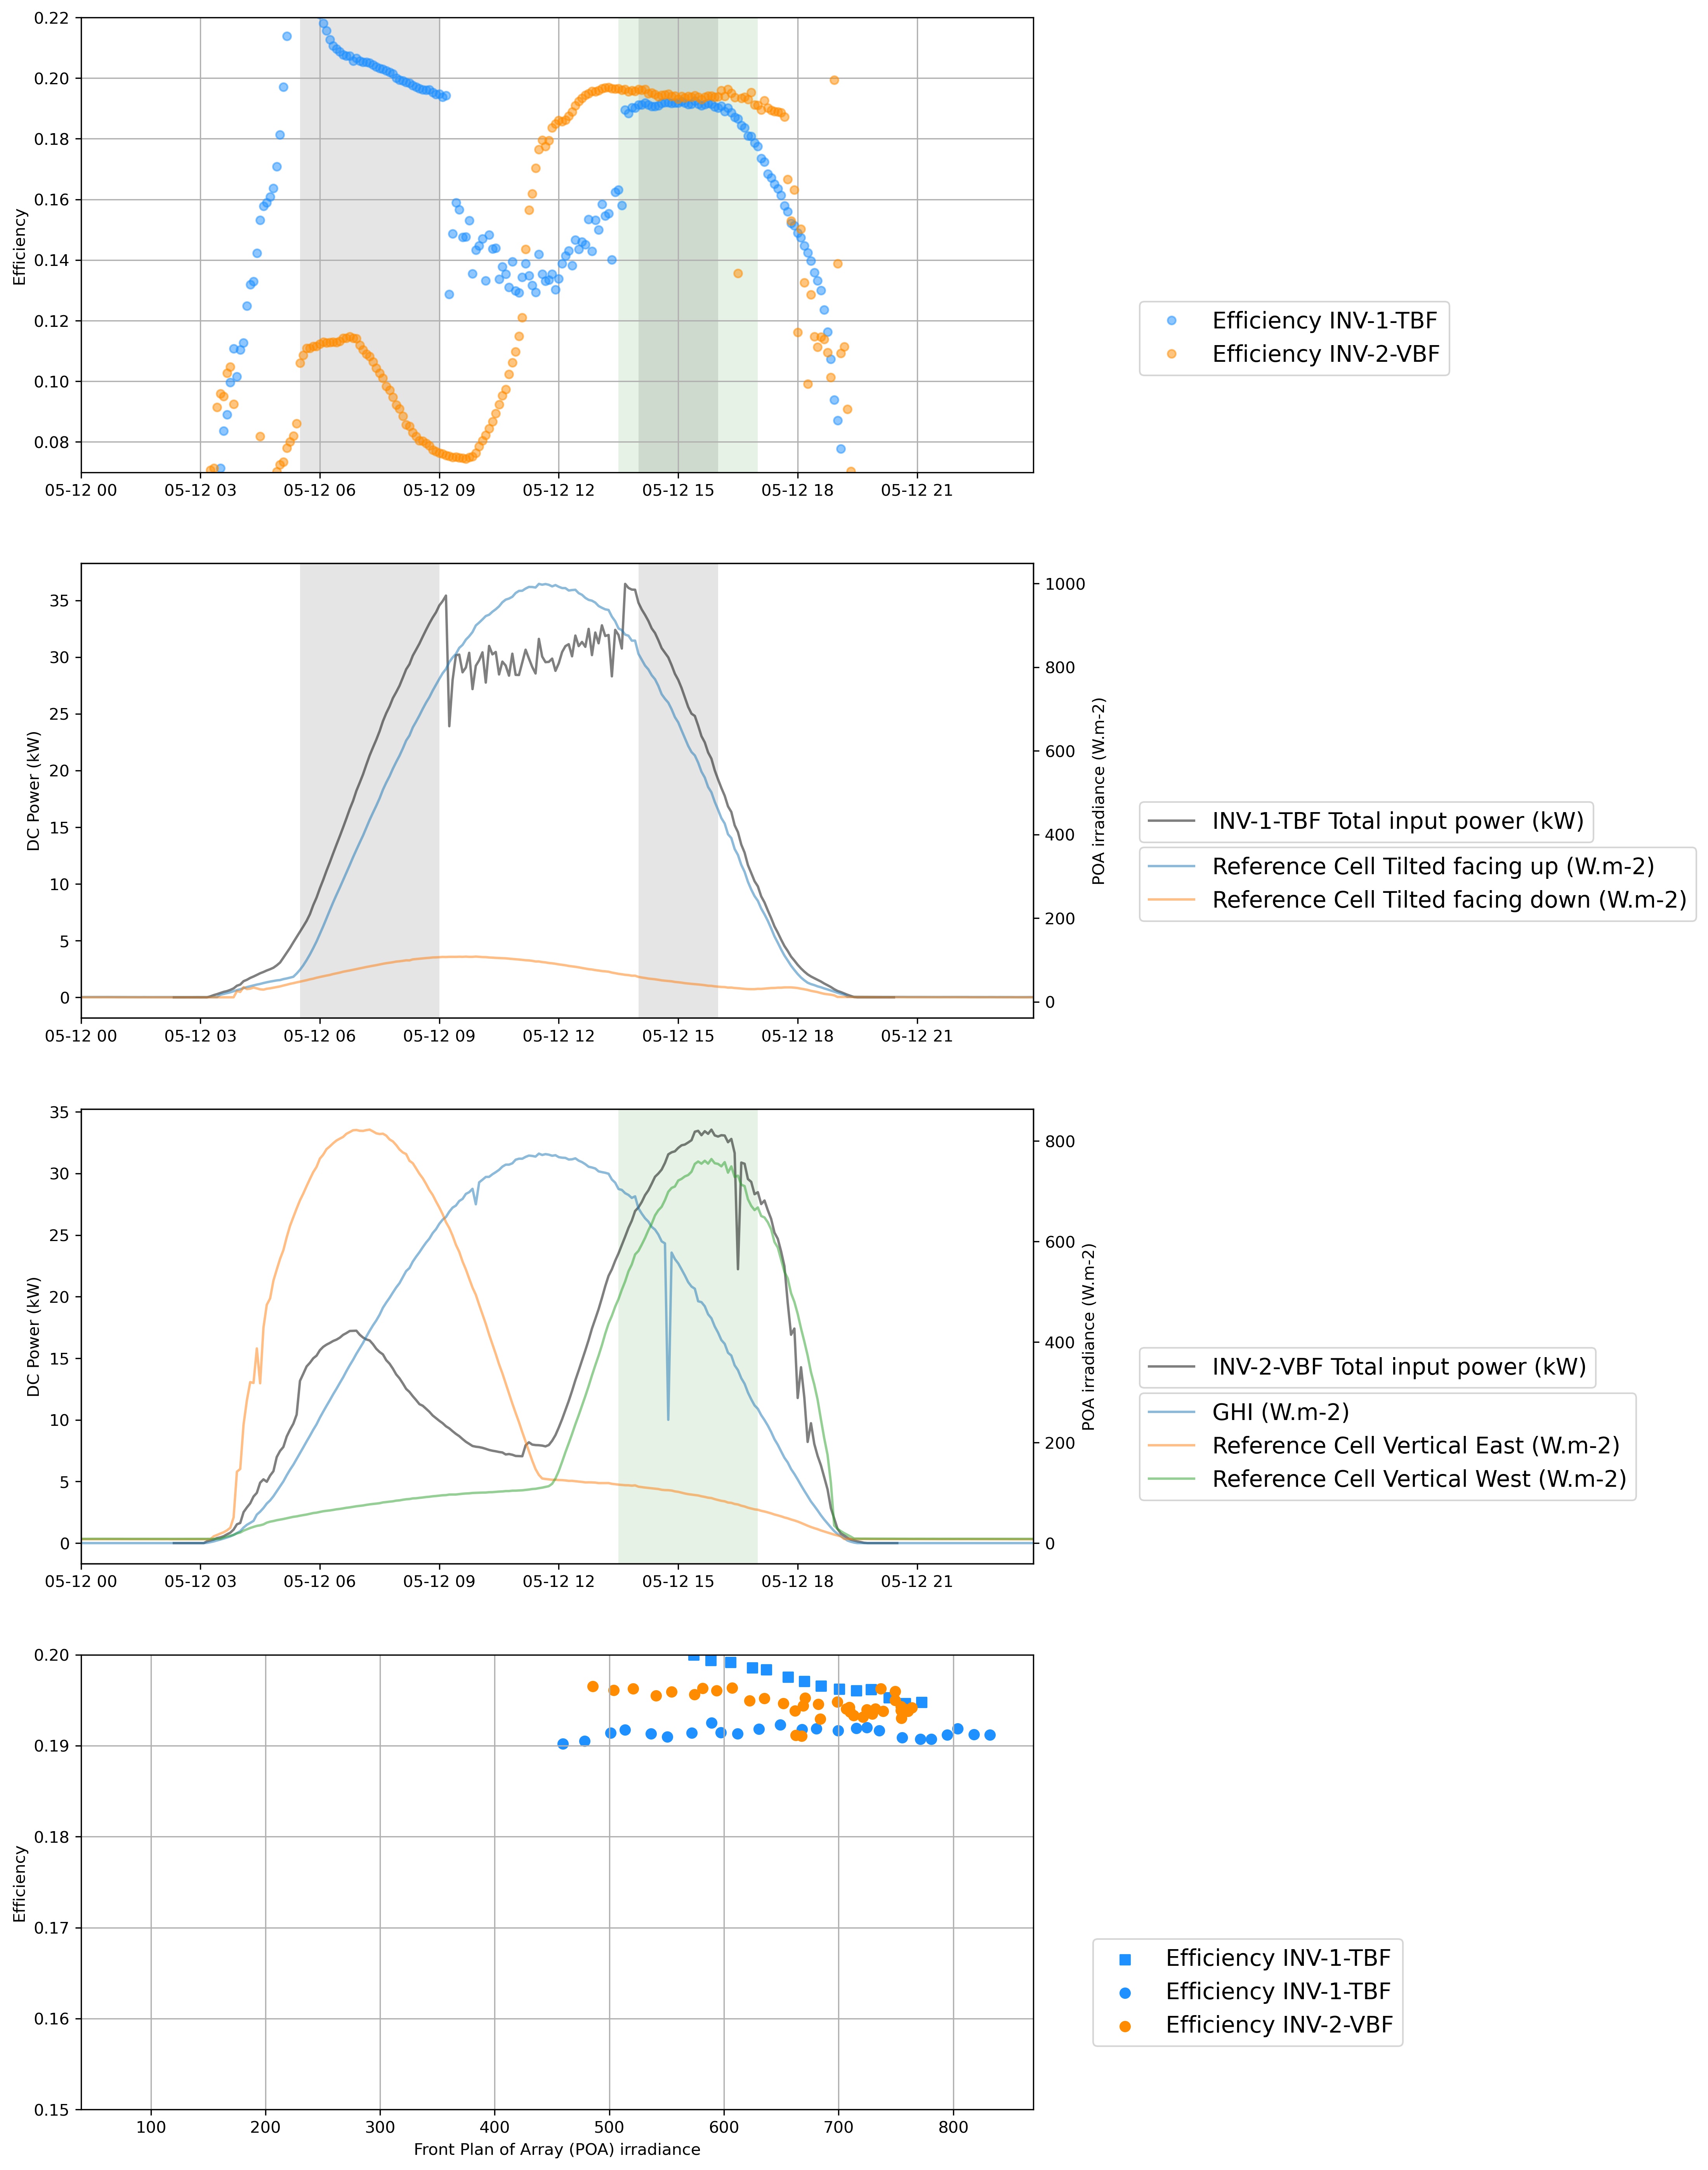 0.22
0.20
0.18
0.16
0.14
0.12
0.10
0.08
Efficiency
05-12 00 05-12 03 05-12 06 05-12 09 05-12 12 05-12 15 05-12 18 05-12 21
Efficiency INV-1-TBF
Efficiency INV-2-VBF
35
30
25
20
15
10
5
0
DC Power (kW)
1000
800
600
400
200
0
POA irradiance (W.m-2)
05-12 00 05-12 03 05-12 06 05-12 09 05-12 12 05-12 15 05-12 18 05-12 21
INV-1-TBF Total input power (kW)
Reference Cell Tilted facing up (W.m-2)
Reference Cell Tilted facing down (W.m-2)
35
30
25
20
15
10
5
0
DC Power (kW)
800
600
400
200
0
POA irradiance (W.m-2)
05-12 00 05-12 03 05-12 06 05-12 09 05-12 12 05-12 15 05-12 18 05-12 21
INV-2-VBF Total input power (kW)
GHI (W.m-2)
Reference Cell Vertical East (W.m-2)
Reference Cell Vertical West (W.m-2)
0.20
0.19
0.18
0.17
0.16
0.15
Efficiency
100 200 300 400 500 600 700 800
Front Plan of Array (POA) irradiance
Efficiency INV-1-TBF
Efficiency INV-1-TBF
Efficiency INV-2-VBF